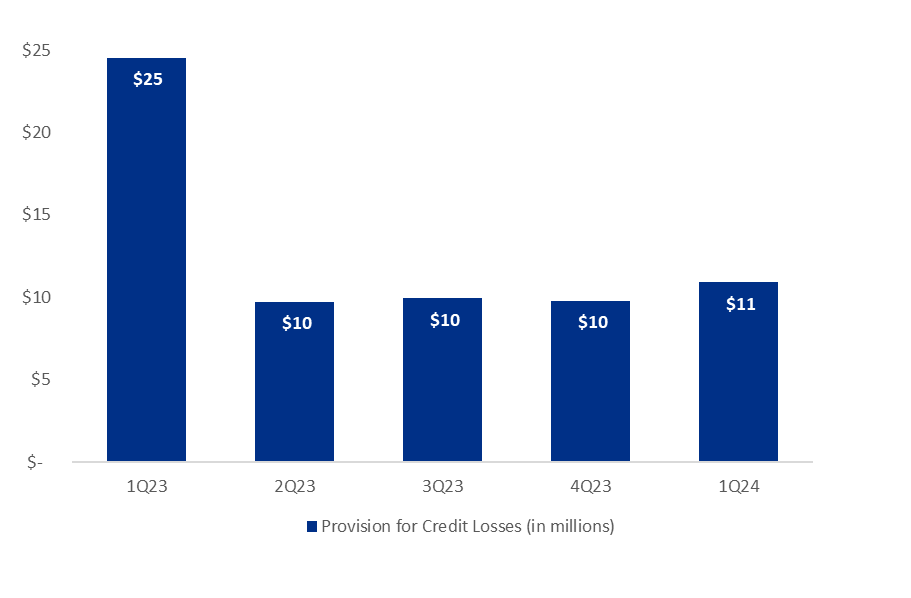 $25
$20
$15
$10
$5
$-
$25
$10
$10
$10
$11
1Q23
2Q23
3Q23
4Q23
1Q24
Provision for Credit Losses (in millions)